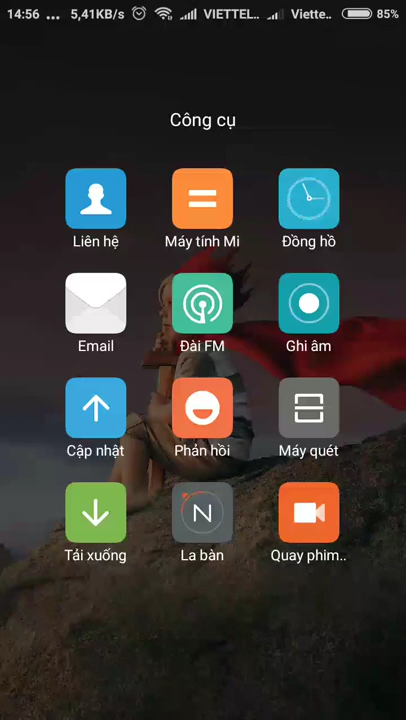 14:56 ... 5,41KB/s VIETTEL.. Viette.. 85%
Công cụ
Liên hệ Máy tính Mi Đồng hồ
Email Đài FM Ghi âm
Cập nhật Phản hồi Máy quét
N
Tải xuống La bàn Quay phim..